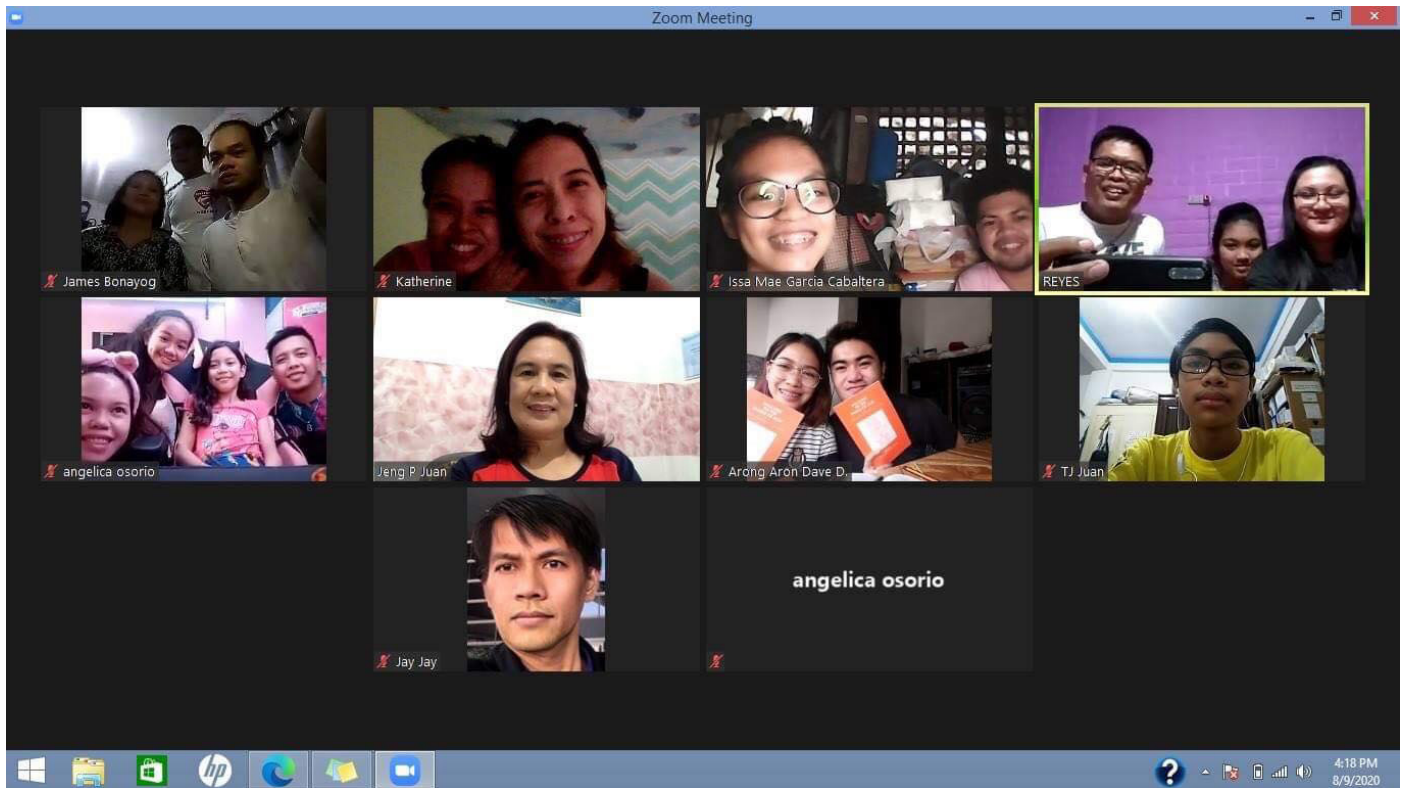 Zoom Meeting
James Bonayog
Katherine
Issa Mae Garcia Cabaltera
REYES
angelica osorio
Jeng P Juan
Arong Aron Dave D.
TJ Juan
Jay Jay
angelica osorio
hp
?
4:18 PM
8/9/2020